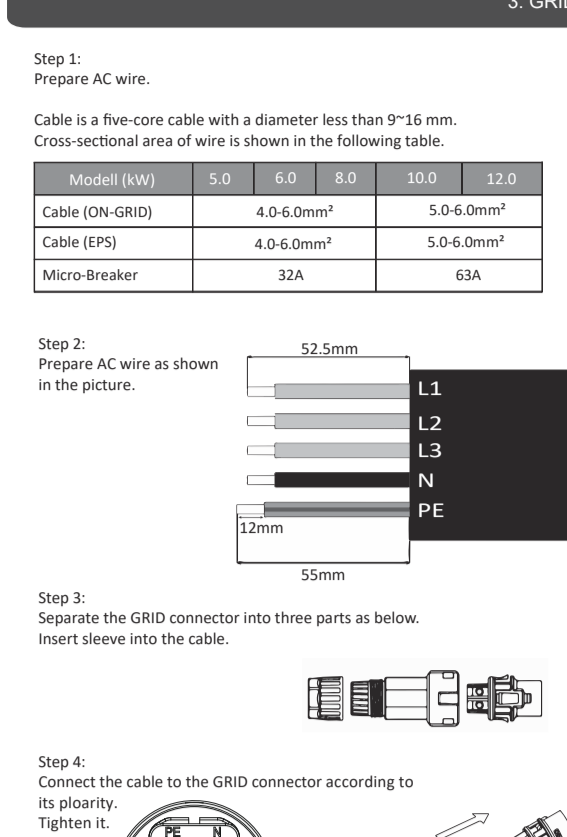 3. GRID
Step 1:
Prepare AC wire.
Cable is a five-core cable with a diameter less than 9~16 mm.
Cross-sectional area of wire is shown in the following table.
Modell (kW) 5.0 6.0 8.0 10.0 12.0
Cable (ON-GRID) 4.0-6.0mm² 5.0-6.0mm²
Cable (EPS) 4.0-6.0mm² 5.0-6.0mm²
Micro-Breaker 32A 63A
Step 2:
Prepare AC wire as shown
in the picture.
52.5mm
L1
L2
L3
N
PE
12mm
55mm
Step 3:
Separate the GRID connector into three parts as below.
Insert sleeve into the cable.
Step 4:
Connect the cable to the GRID connector according to
its ploarity.
Tighten it.
PE N